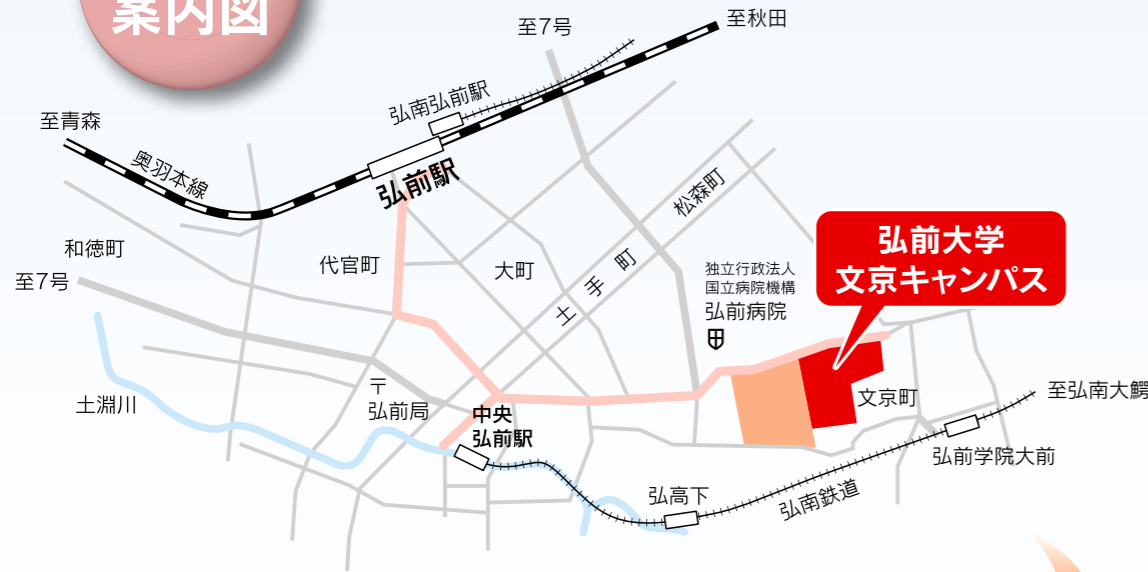 案内図
至7号
至秋田
弘南弘前駅
至青森
奥羽本線
弘前駅
松森町
和徳町
代官町
大町
土手町
至7号
独立行政法人
国立病院機構
弘前病院
弘前大学
文京キャンパス
土淵川
〒
弘前局
中央
弘前駅
文京町
至弘南大鰐
弘前学院大前
弘高下
弘南鉄道